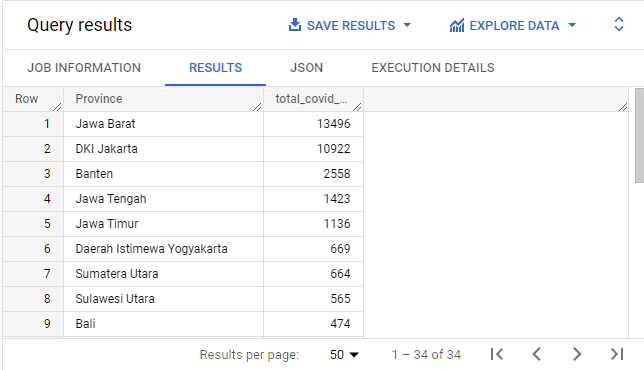 Query results
SAVE RESULTS
EXPLORE DATA
JOB INFORMATION RESULTS JSON EXECUTION DETAILS
Row Province total_covid_...
1 Jawa Barat 13496
2 DKI Jakarta 10922
3 Banten 2558
4 Jawa Tengah 1423
5 Jawa Timur 1136
6 Daerah Istimewa Yogyakarta 669
7 Sumatera Utara 664
8 Sulawesi Utara 565
9 Bali 474
Results per page: 50 1 – 34 of 34